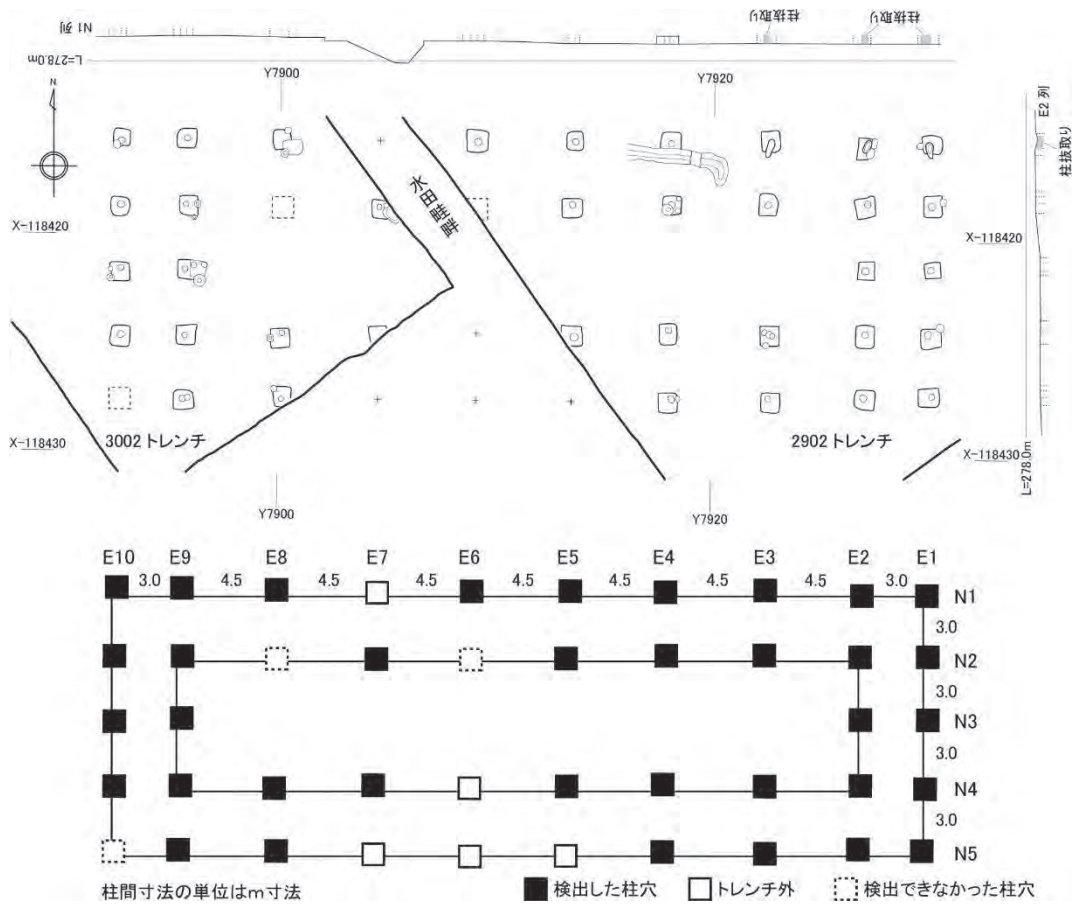 N1 列
柱抜取り
柱抜取り
L=278.0m
Y7900
Y7920
N
E2 列
柱抜取り
水田畦畔
X-118420
X-118420
X-118430
3002 トレンチ
2902 トレンチ
X-118430
L=278.0m
Y7900
Y7920
E10 E9 E8 E7 E6 E5 E4 E3 E2 E1
3.0 4.5 4.5 4.5 4.5 4.5 4.5 4.5 3.0
N1
3.0
N2
3.0
N3
3.0
N4
3.0
N5
柱間寸法の単位はm寸法
検出した柱穴 トレンチ外 検出できなかった柱穴